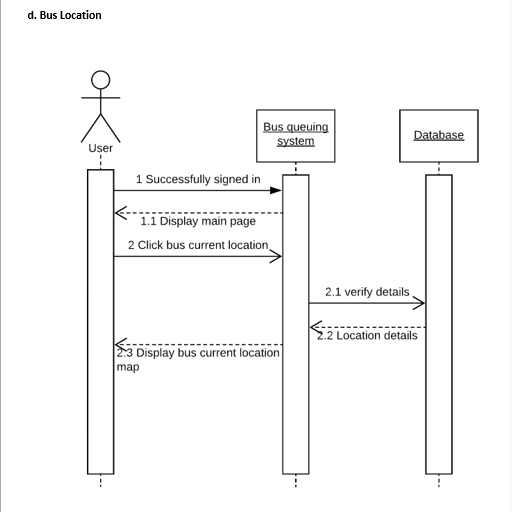 d. Bus Location
User
Bus queuing
system
Database
1 Successfully signed in
1.1 Display main page
2 Click bus current location
2.1 verify details
2.2 Location details
2.3 Display bus current location
map